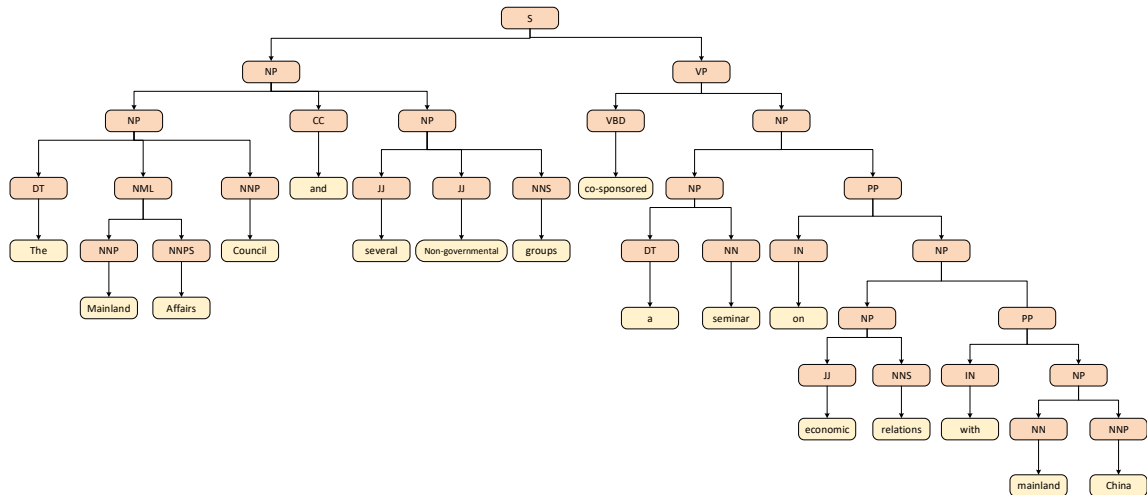 S
NP VP
NP CC NP VBD NP
DT NML NNP and JJ JJ NNS co-sponsored NP PP
The NNP NNPS Council several Non-governmental groups DT NN IN NP
Mainland Affairs a seminar on NP PP
JJ NNS IN NP
economic relations with NN NNP
mainland China